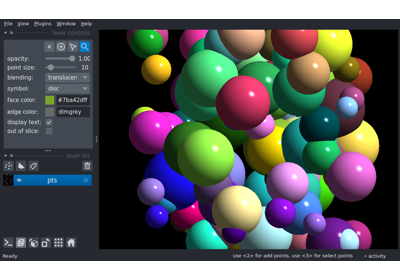 File View Plugins Window Help
layer controls
opacity: 1.00
point size: 10
blending: translucen
symbol: disc
face color: #7ba42dff
edge color: dimgrey
display text:
out of slice:
layer list
pts
Ready use <2> for add points, use <3> for select points activity